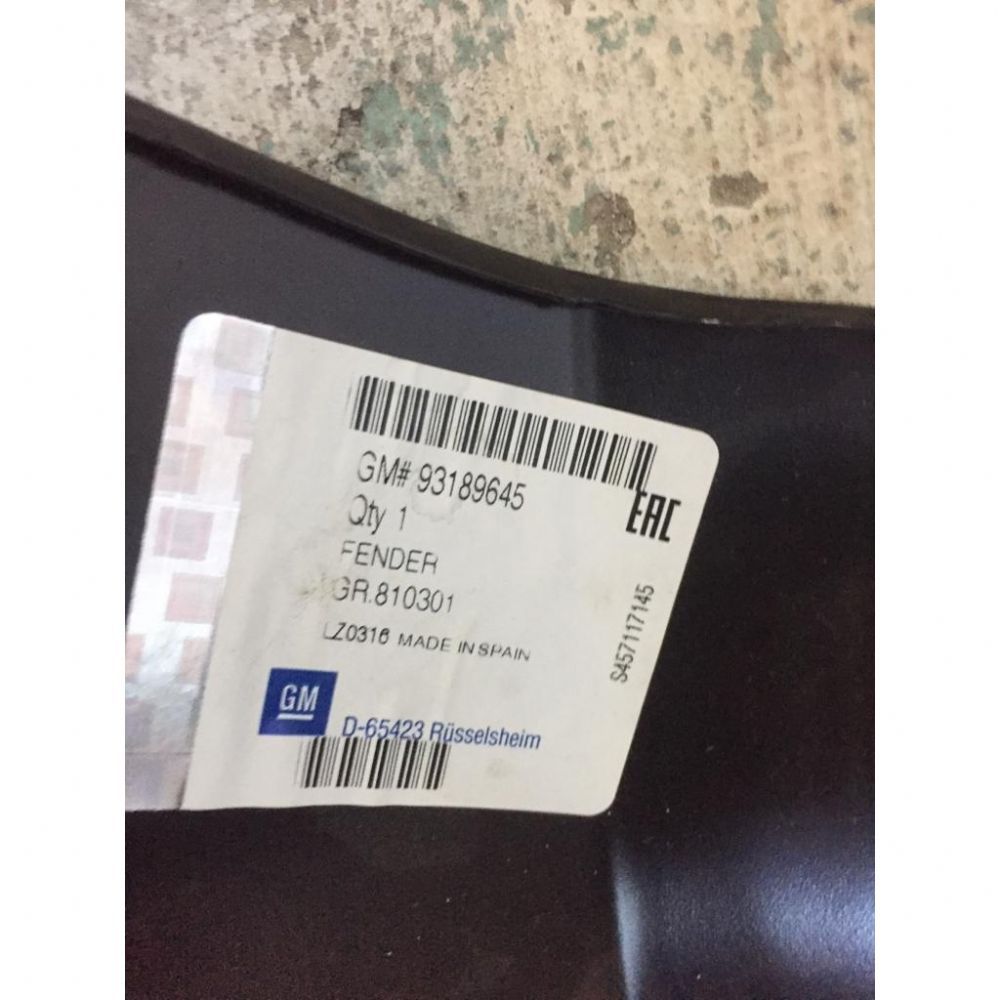 GM# 93189645
EAC
Qty 1
FENDER
GR.810301
LZ0316 MADE IN SPAIN
S457117145
GM
D-65423 Rüsselsheim